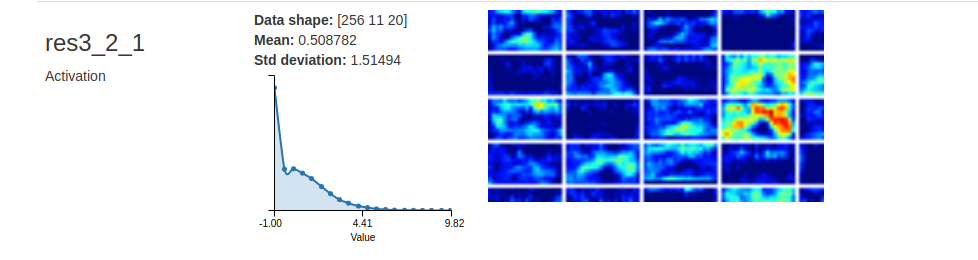 res3_2_1
Activation
Data shape: [256 11 20]
Mean: 0.508782
Std deviation: 1.51494
-1.00 4.41 9.82
Value